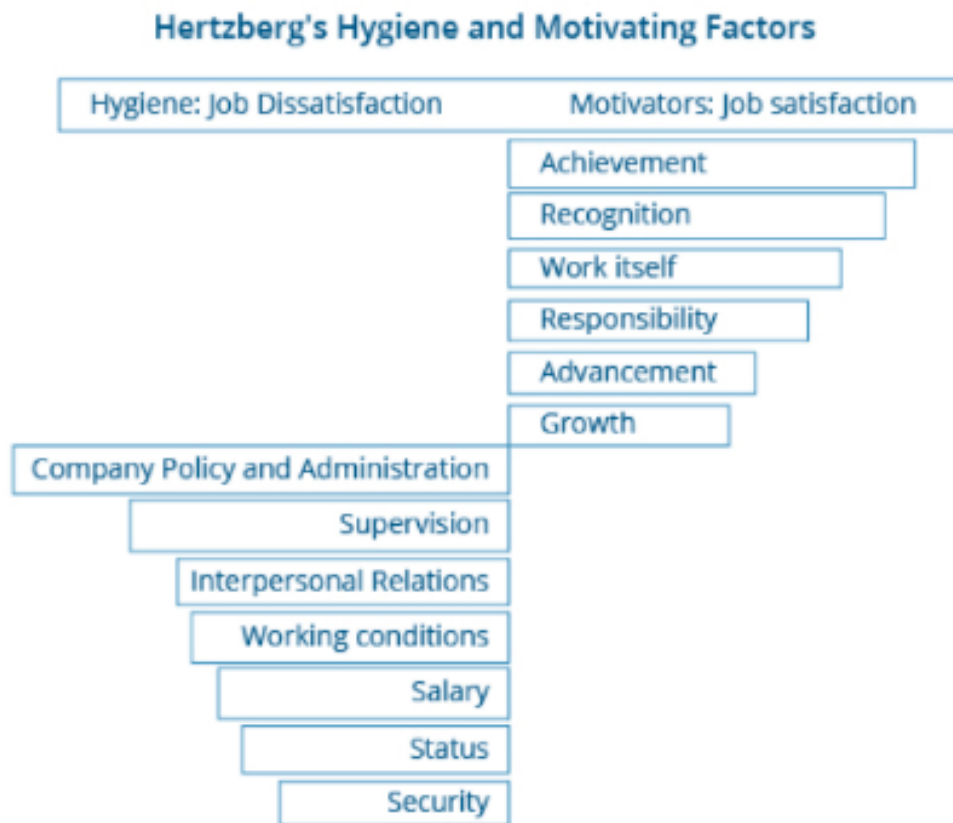 Hertzberg's Hygiene and Motivating Factors
Hygiene: Job Dissatisfaction Motivators: Job satisfaction
Achievement
Recognition
Work itself
Responsibility
Advancement
Growth
Company Policy and Administration
Supervision
Interpersonal Relations
Working conditions
Salary
Status
Security